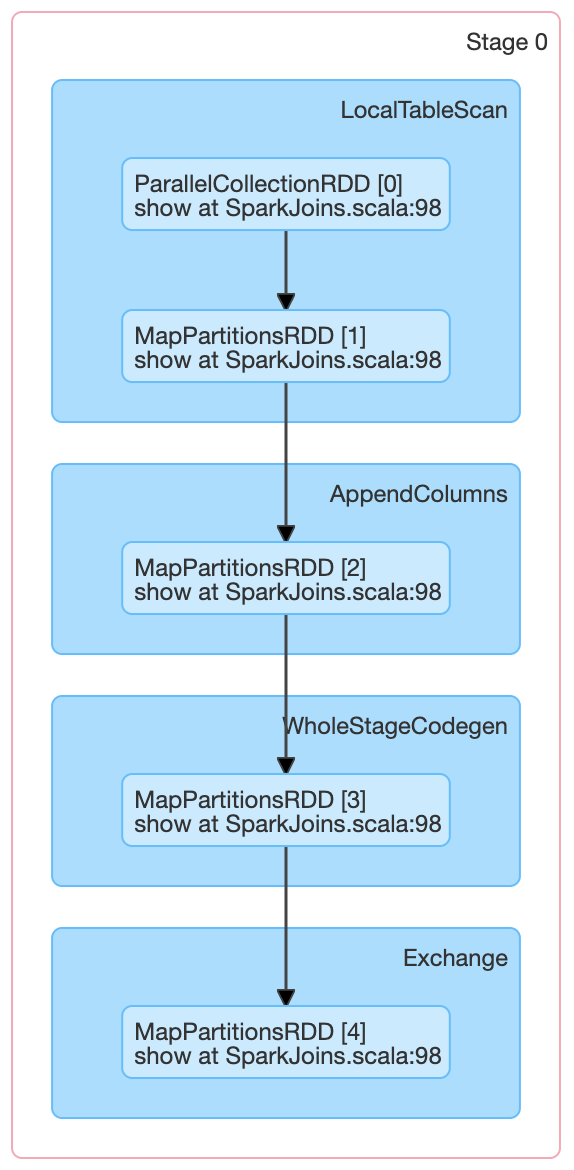 Stage 0
LocalTableScan
ParallelCollectionRDD [0]
show at SparkJoins.scala:98
MapPartitionsRDD [1]
show at SparkJoins.scala:98
AppendColumns
MapPartitionsRDD [2]
show at SparkJoins.scala:98
WholeStageCodegen
MapPartitionsRDD [3]
show at SparkJoins.scala:98
Exchange
MapPartitionsRDD [4]
show at SparkJoins.scala:98